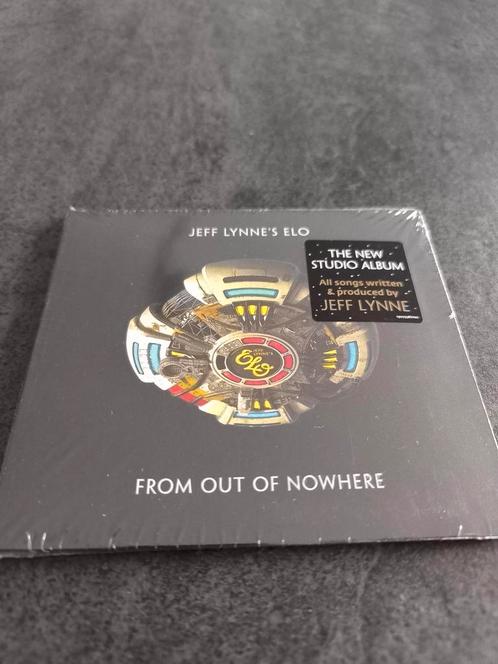 JEFF LYNNE'S ELO
THE NEW
STUDIO ALBUM
All songs written
& produced by
JEFF LYNNE
JEFF
LYNNE'S
ELO
FROM OUT OF NOWHERE